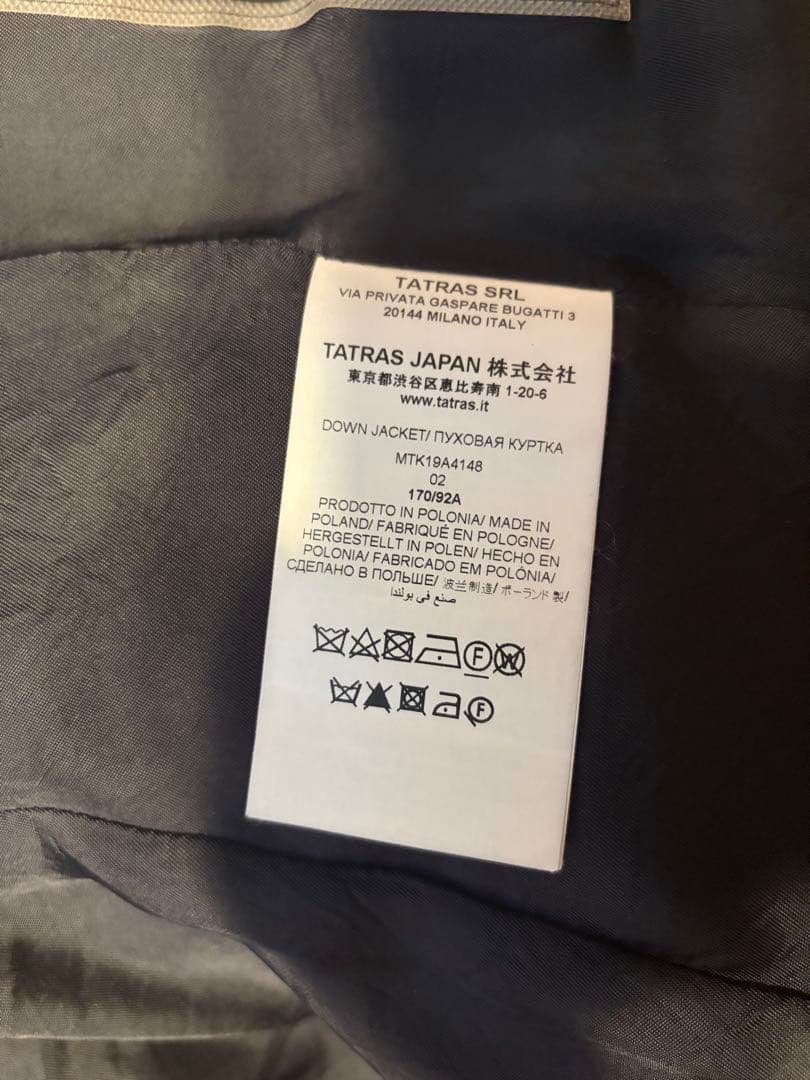 TATRAS SRL
VIA PRIVATA GASPARE BUGATTI 3
20144 MILANO ITALY
TATRAS JAPAN 株式会社
東京都渋谷区恵比寿南 1-20-6
www.tatras.it
DOWN JACKET/ ПУХОВАЯ КУРТКА
MTK19A4148
02
170/92A
PRODOTTO IN POLONIA/ MADE IN
POLAND/ FABRIQUÉ EN POLOGNE/
HERGESTELLT IN POLEN/ HECHO EN
POLONIA/ FABRICADO EM POLÓNIA/
СДЕЛАНО В ПОЛЬШЕ/ 波兰制造/ ポーランド 製/
صنع في بولندا
F W
F